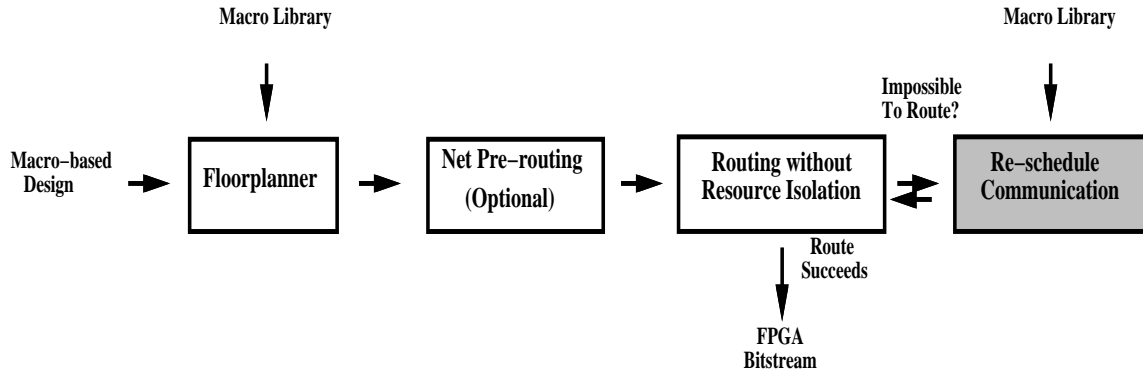 Macro Library
Macro Library
Impossible
To Route?
Macro−based
Design
Floorplanner
Net Pre−routing
(Optional)
Routing without
Resource Isolation
Re−schedule
Communication
Route
Succeeds
FPGA
Bitstream